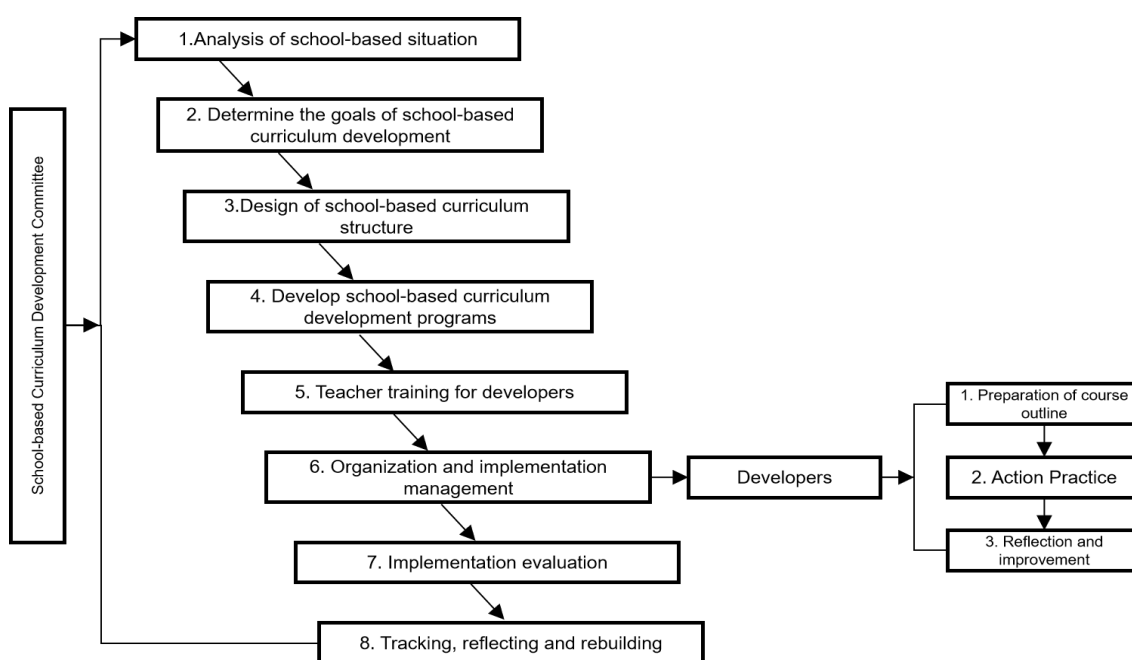 School-based Curriculum Development Committee
1.Analysis of school-based situation
2. Determine the goals of school-based
curriculum development
3.Design of school-based curriculum
structure
4. Develop school-based curriculum
development programs
5. Teacher training for developers
6. Organization and implementation
management
Developers
1. Preparation of course
outline
2. Action Practice
3. Reflection and
improvement
7. Implementation evaluation
8. Tracking, reflecting and rebuilding